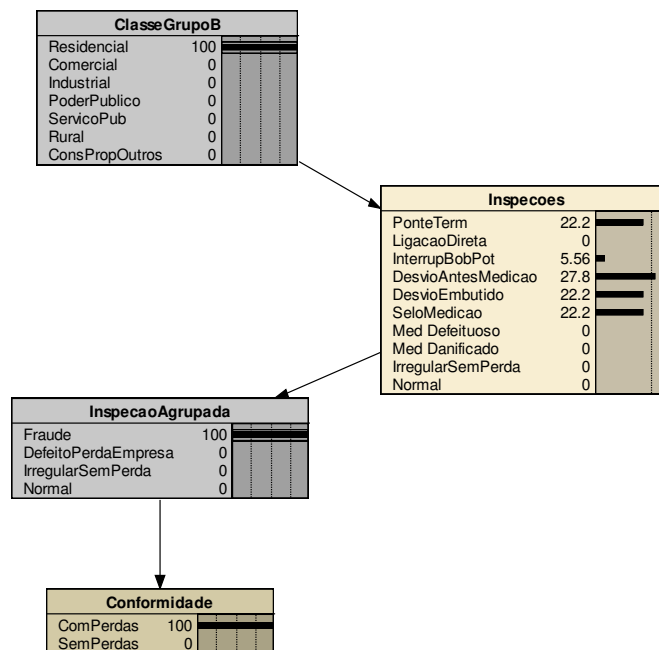 ClasseGrupoB
Residencial 100
Comercial 0
Industrial 0
PoderPublico 0
ServicoPub 0
Rural 0
ConsPropOutros 0
Inspecoes
PonteTerm 22.2
LigacaoDireta 0
InterrupBobPot 5.56
DesvioAntesMedicao 27.8
DesvioEmbutido 22.2
SeloMedicao 22.2
Med Defeituoso 0
Med Danificado 0
IrregularSemPerda 0
Normal 0
InspecaoAgrupada
Fraude 100
DefeitoPerdaEmpresa 0
IrregularSemPerda 0
Normal 0
Conformidade
ComPerdas 100
SemPerdas 0